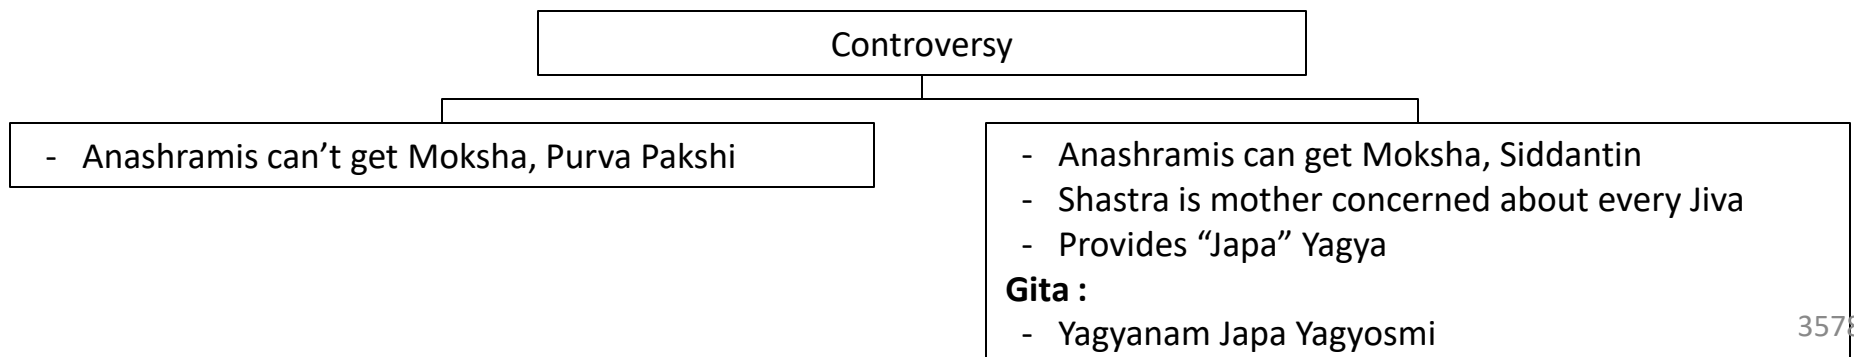 Controversy
- Anashramis can’t get Moksha, Purva Pakshi
- Anashramis can get Moksha, Siddantin
- Shastra is mother concerned about every Jiva
- Provides “Japa” Yagya
Gita :
- Yagyanam Japa Yagyosmi
3578